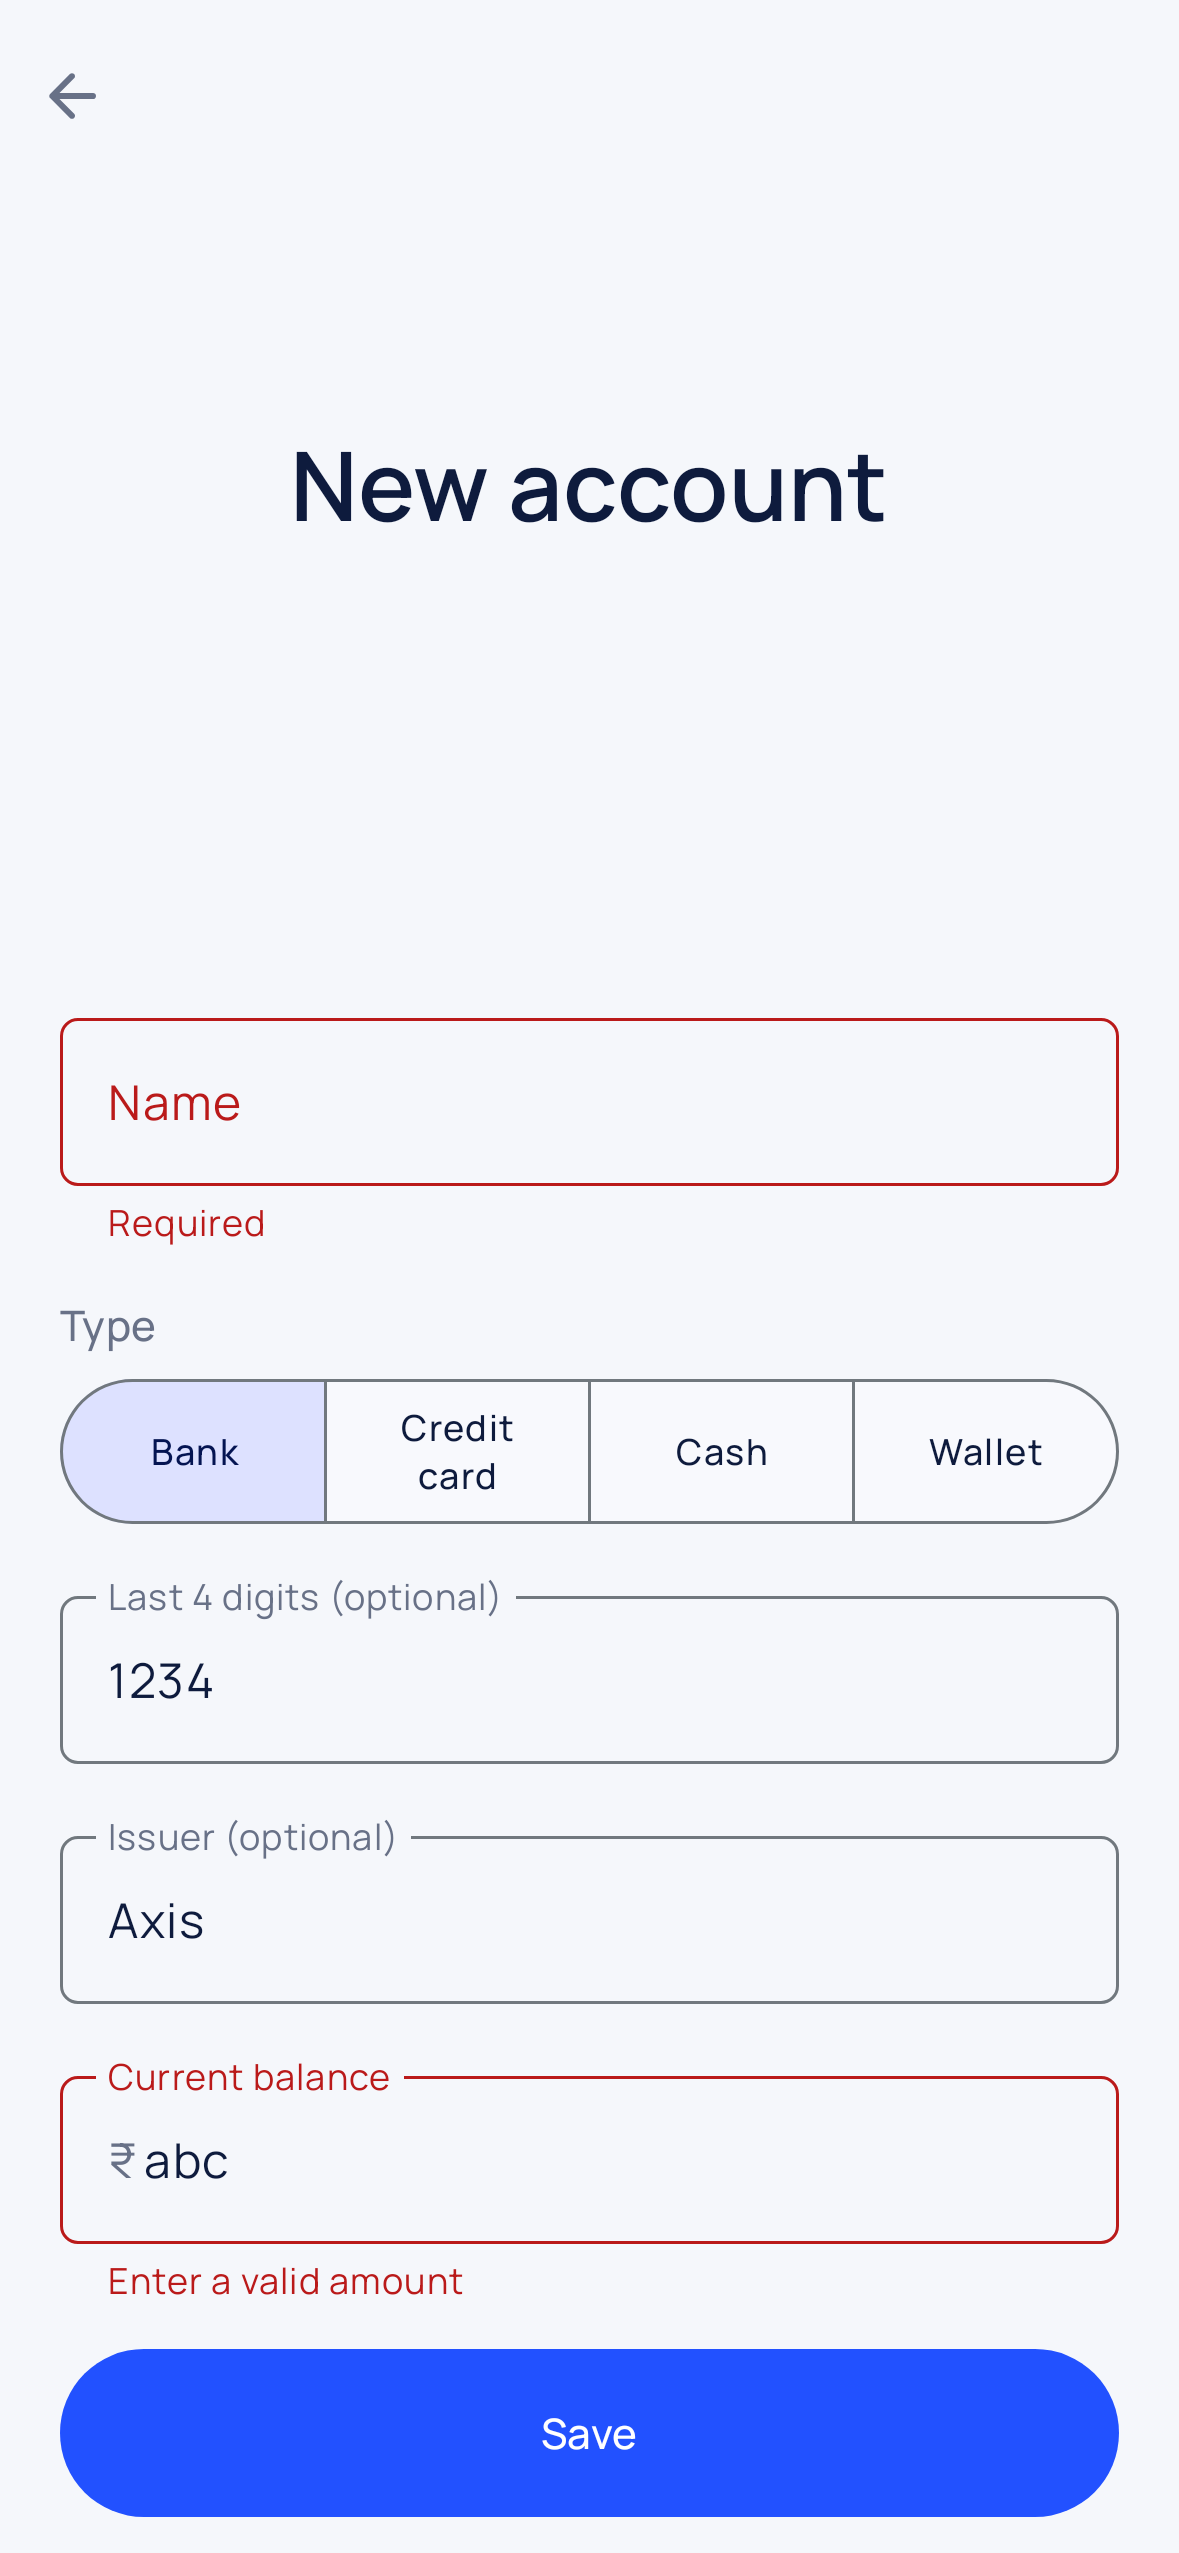 New account
Name
Required
Type
Bank
Credit
card
Cash
Wallet
Last 4 digits (optional)
1234
Issuer (optional)
Axis
Current balance
₹ abc
Enter a valid amount
Save